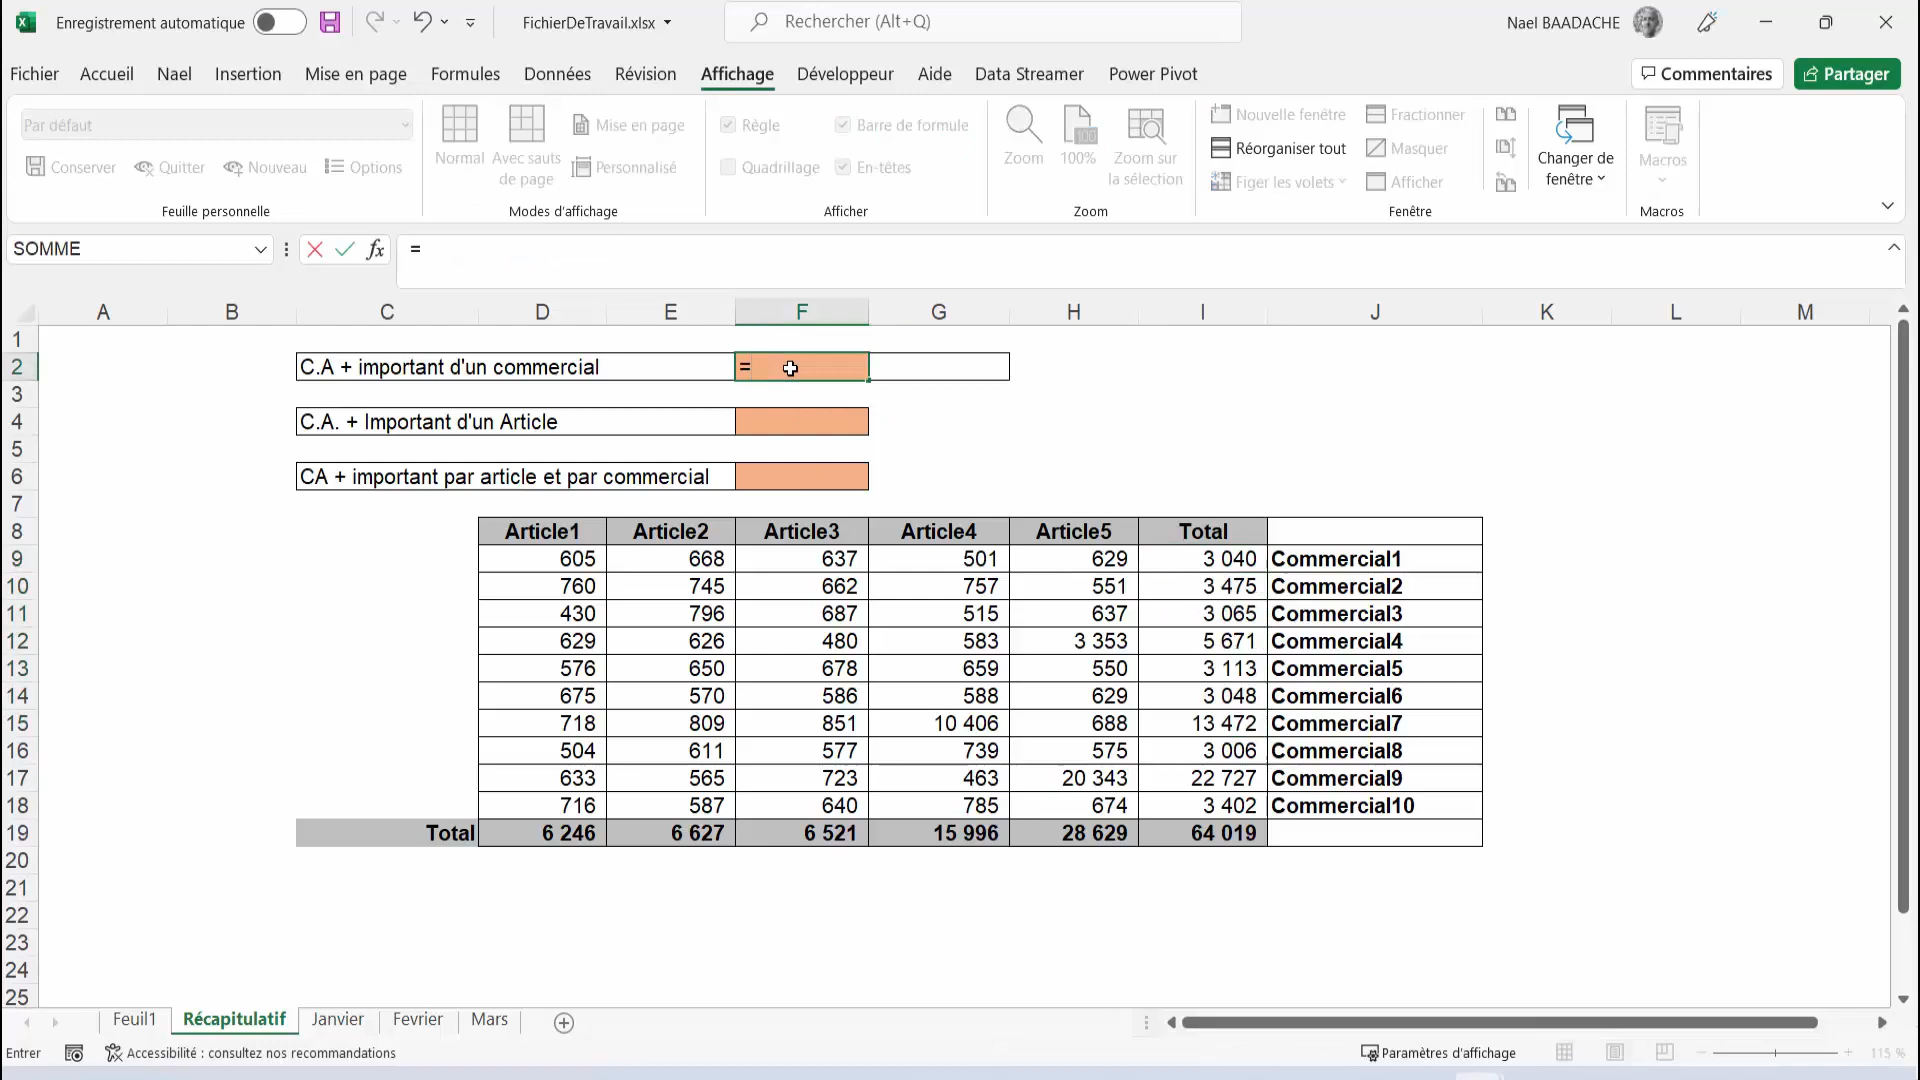 Enregistrement automatique
FichierDeTravail.xlsx
Rechercher (Alt+Q)
Nael BAADACHE
Fichier Accueil Nael Insertion Mise en page Formules Données Révision Affichage Développeur Aide Data Streamer Power Pivot Commentaires Partager
Par défaut
Conserver Quitter Nouveau Options
Feuille personnelle
Normal
Avec sauts
de page
Mise en page
Personnalisé
Modes d'affichage
Règle Barre de formule
Quadrillage En-têtes
Afficher
Zoom
100%
Zoom sur
la sélection
Zoom
Nouvelle fenêtre
Réorganiser tout
Figer les volets
Fractionner
Masquer
Afficher
Changer de
fenêtre
Fenêtre
Macros
Macros
SOMME fx =
A B C D E F G H I J K L M
1
2 C.A + important d'un commercial =
3
4 C.A. + Important d'un Article
5
6 CA + important par article et par commercial
7
8 Article1 Article2 Article3 Article4 Article5 Total
9 605 668 637 501 629 3 040 Commercial1
10 760 745 662 757 551 3 475 Commercial2
11 430 796 687 515 637 3 065 Commercial3
12 629 626 480 583 3 353 5 671 Commercial4
13 576 650 678 659 550 3 113 Commercial5
14 675 570 586 588 629 3 048 Commercial6
15 718 809 851 10 406 688 13 472 Commercial7
16 504 611 577 739 575 3 006 Commercial8
17 633 565 723 463 20 343 22 727 Commercial9
18 716 587 640 785 674 3 402 Commercial10
19 Total 6 246 6 627 6 521 15 996 28 629 64 019
20
21
22
23
24
25
Feuil1 Récapitulatif Janvier Fevrier Mars
Entrer Accessibilité : consultez nos recommandations Paramètres d'affichage 115 %